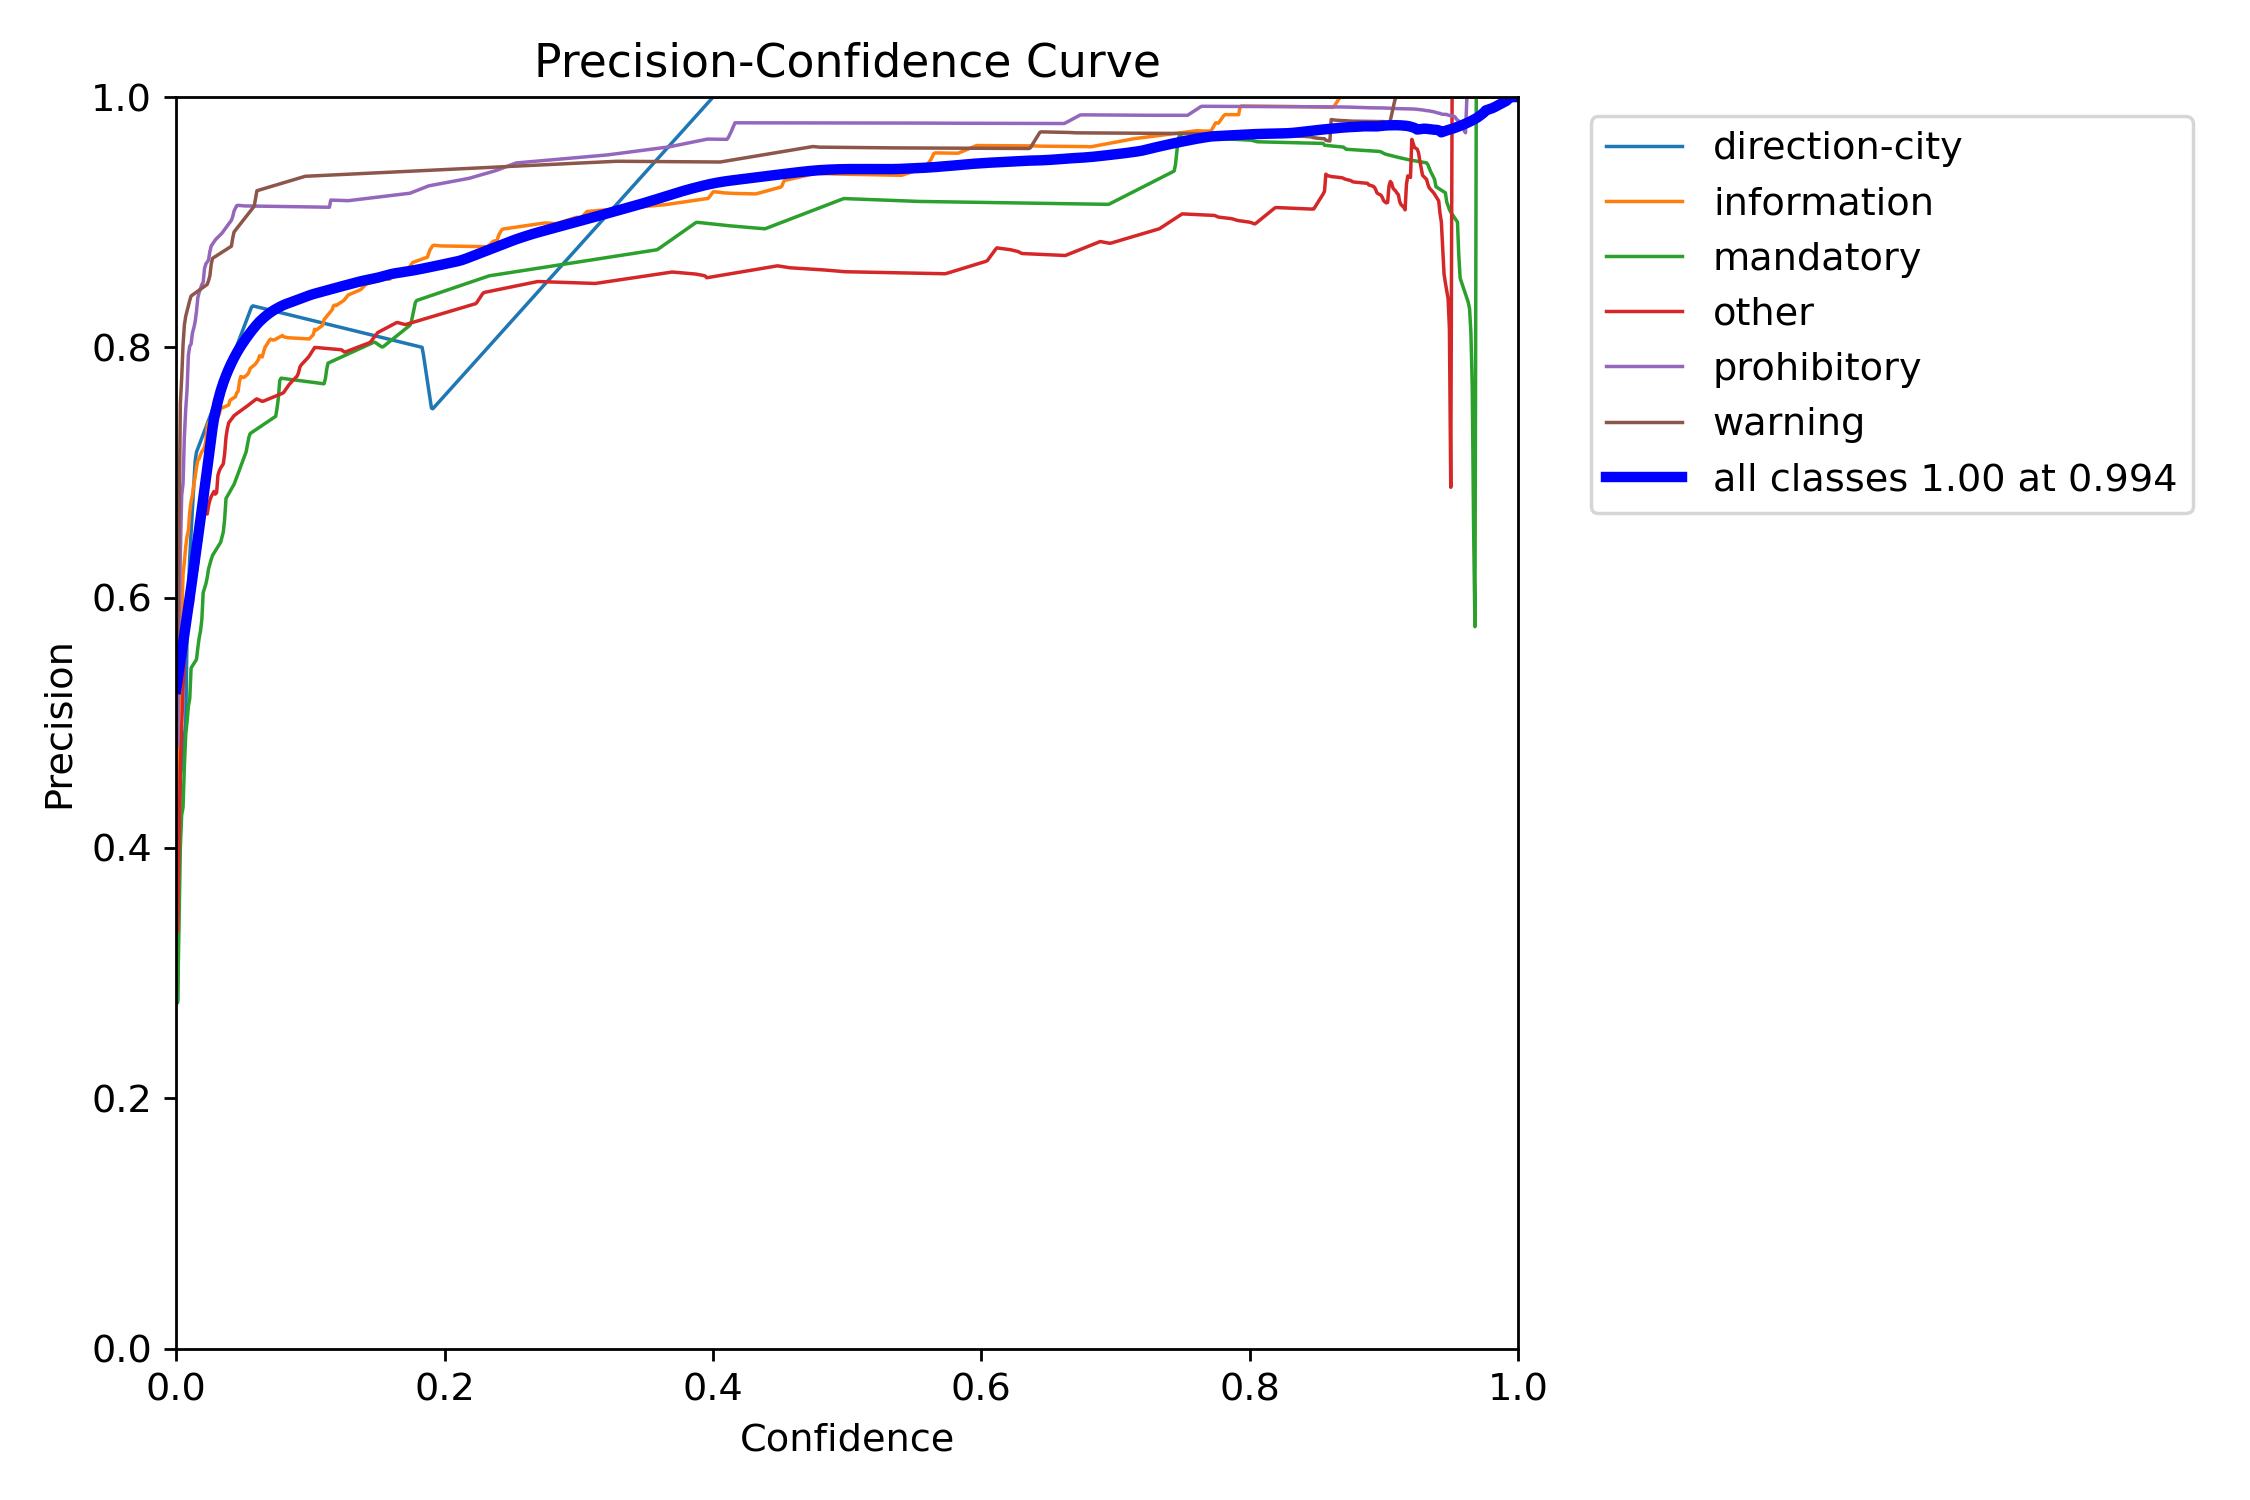 Precision-Confidence Curve
1.0
0.8
0.6
0.4
0.2
0.0
Precision
0.0 0.2 0.4 0.6 0.8 1.0
Confidence
direction-city
information
mandatory
other
prohibitory
warning
all classes 1.00 at 0.994